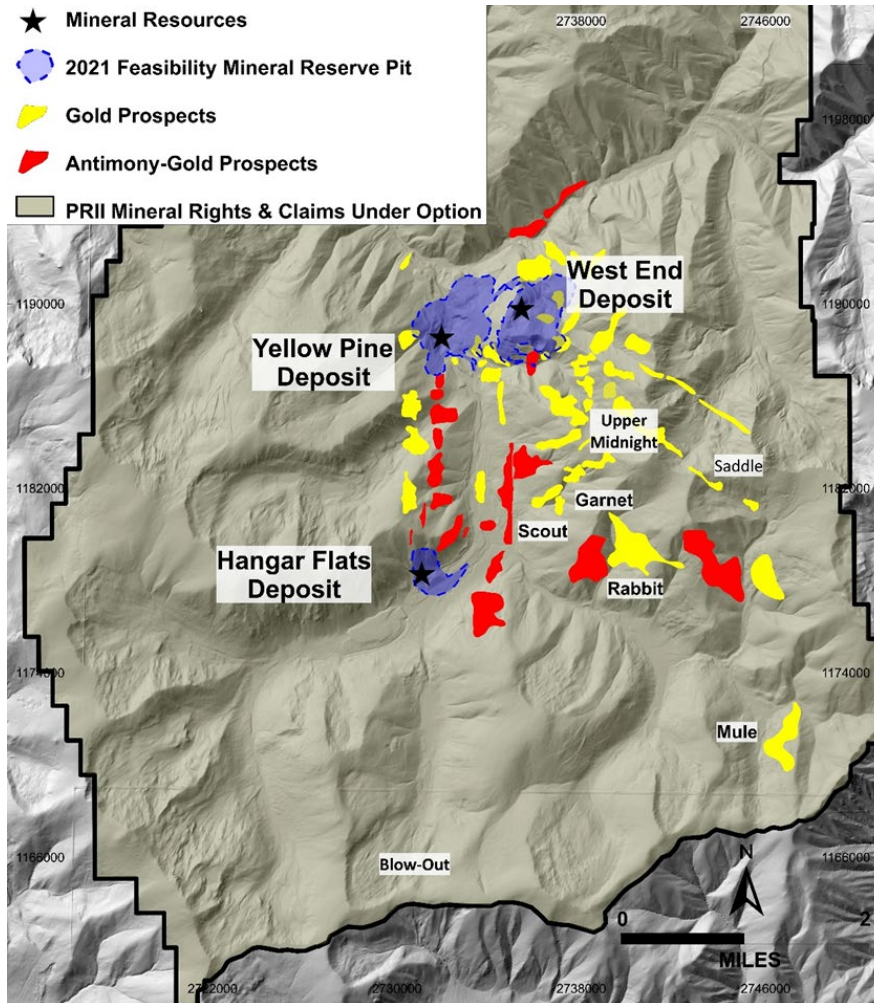 Mineral Resources
2021 Feasibility Mineral Reserve Pit
Gold Prospects
Antimony-Gold Prospects
PRII Mineral Rights & Claims Under Option
2738000
2746000
1198000
1198000
1190000
1190000
West End
Deposit
Yellow Pine
Deposit
Upper
Midnight
Saddle
1182000
1182000
Garnet
Scout
Hangar Flats
Deposit
Rabbit
1174000
1174000
Mule
1166000
1166000
Blow-Out
N
0
2
MILES
2722000
2730000
2738000
2746000